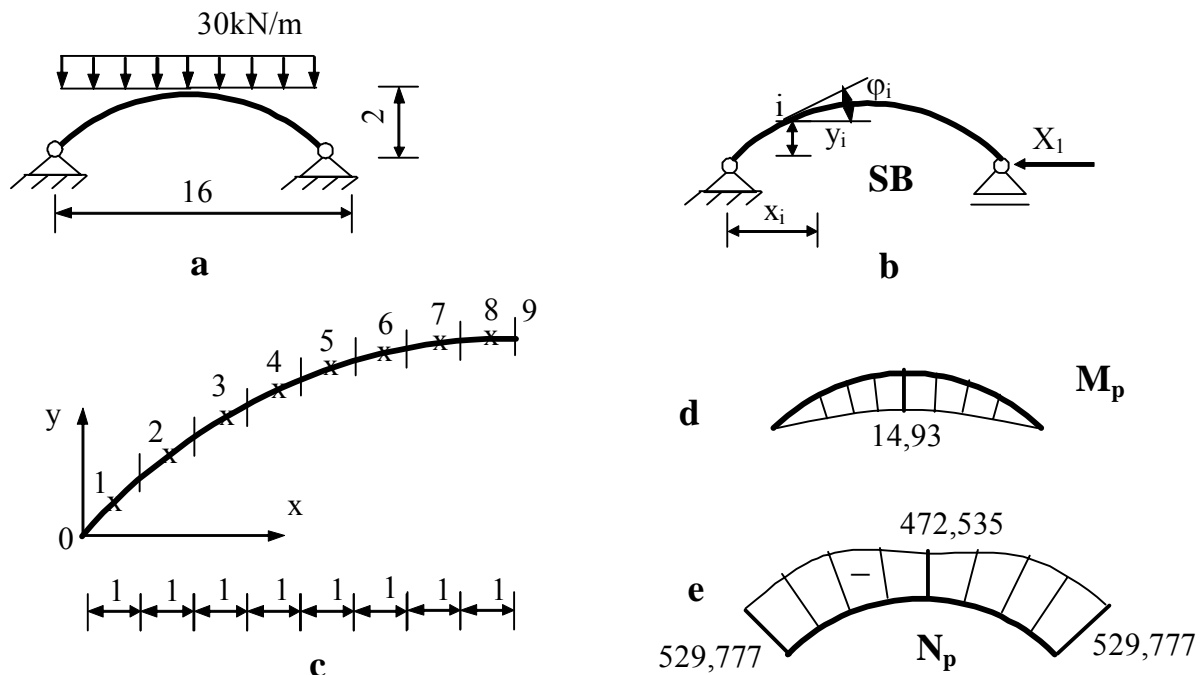 30kN/m
2
16
a
i
φi
yi
X1
SB
xi
b
y
0
x
1
2
3
4
5
6
7
8
9
x
x
x
x
x
x
x
x
1
1
1
1
1
1
1
1
c
d
Mp
14,93
e
472,535
–
529,777
Np
529,777